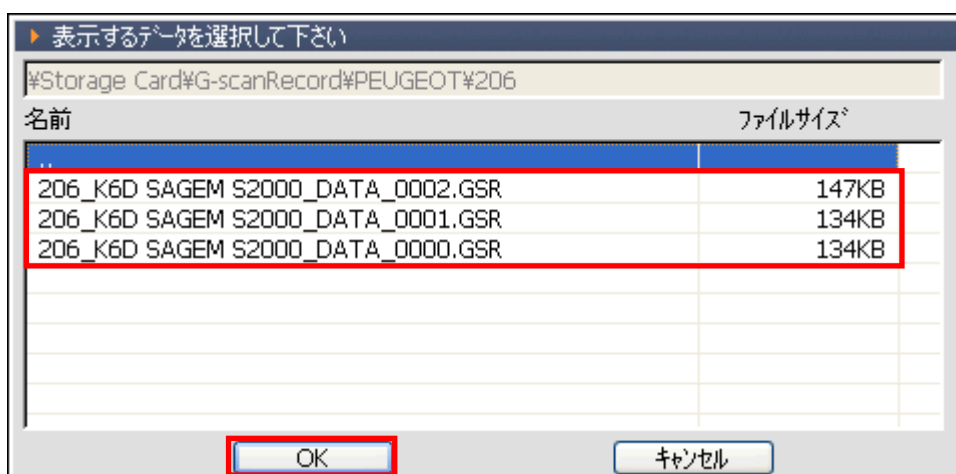 表示するﾃﾞｰﾀを選択して下さい
¥Storage Card¥G-scanRecord¥PEUGEOT¥206
名前 ﾌｧｲﾙｻｲｽﾞ
..
206_K6D SAGEM S2000_DATA_0002.GSR 147KB
206_K6D SAGEM S2000_DATA_0001.GSR 134KB
206_K6D SAGEM S2000_DATA_0000.GSR 134KB
OK ｷｬﾝｾﾙ